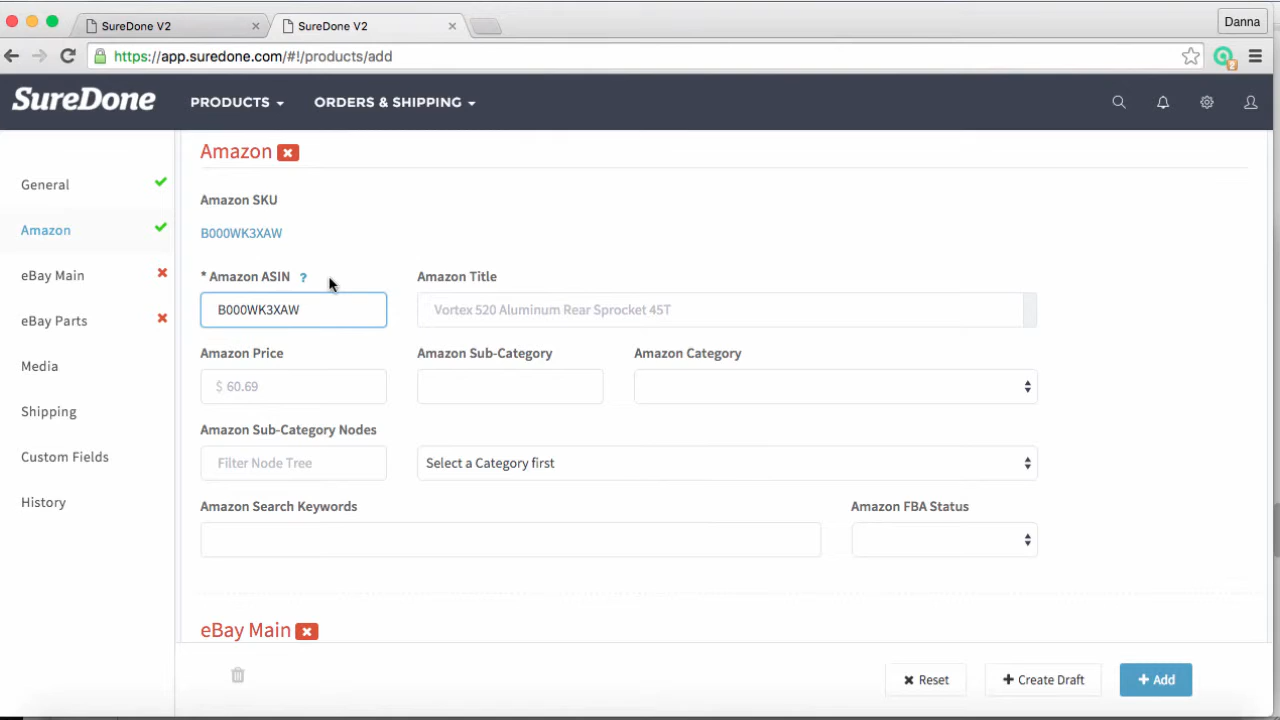 SureDone V2
SureDone V2
Danna
https://app.suredone.com/#!/products/add
SureDone PRODUCTS ORDERS & SHIPPING
General
Amazon
eBay Main
eBay Parts
Media
Shipping
Custom Fields
History
Amazon
Amazon SKU
B000WK3XAW
* Amazon ASIN ? Amazon Title
B000WK3XAW Vortex 520 Aluminum Rear Sprocket 45T
Amazon Price Amazon Sub-Category Amazon Category
$ 60.69
Amazon Sub-Category Nodes
Filter Node Tree Select a Category first
Amazon Search Keywords Amazon FBA Status
eBay Main
Reset Create Draft Add